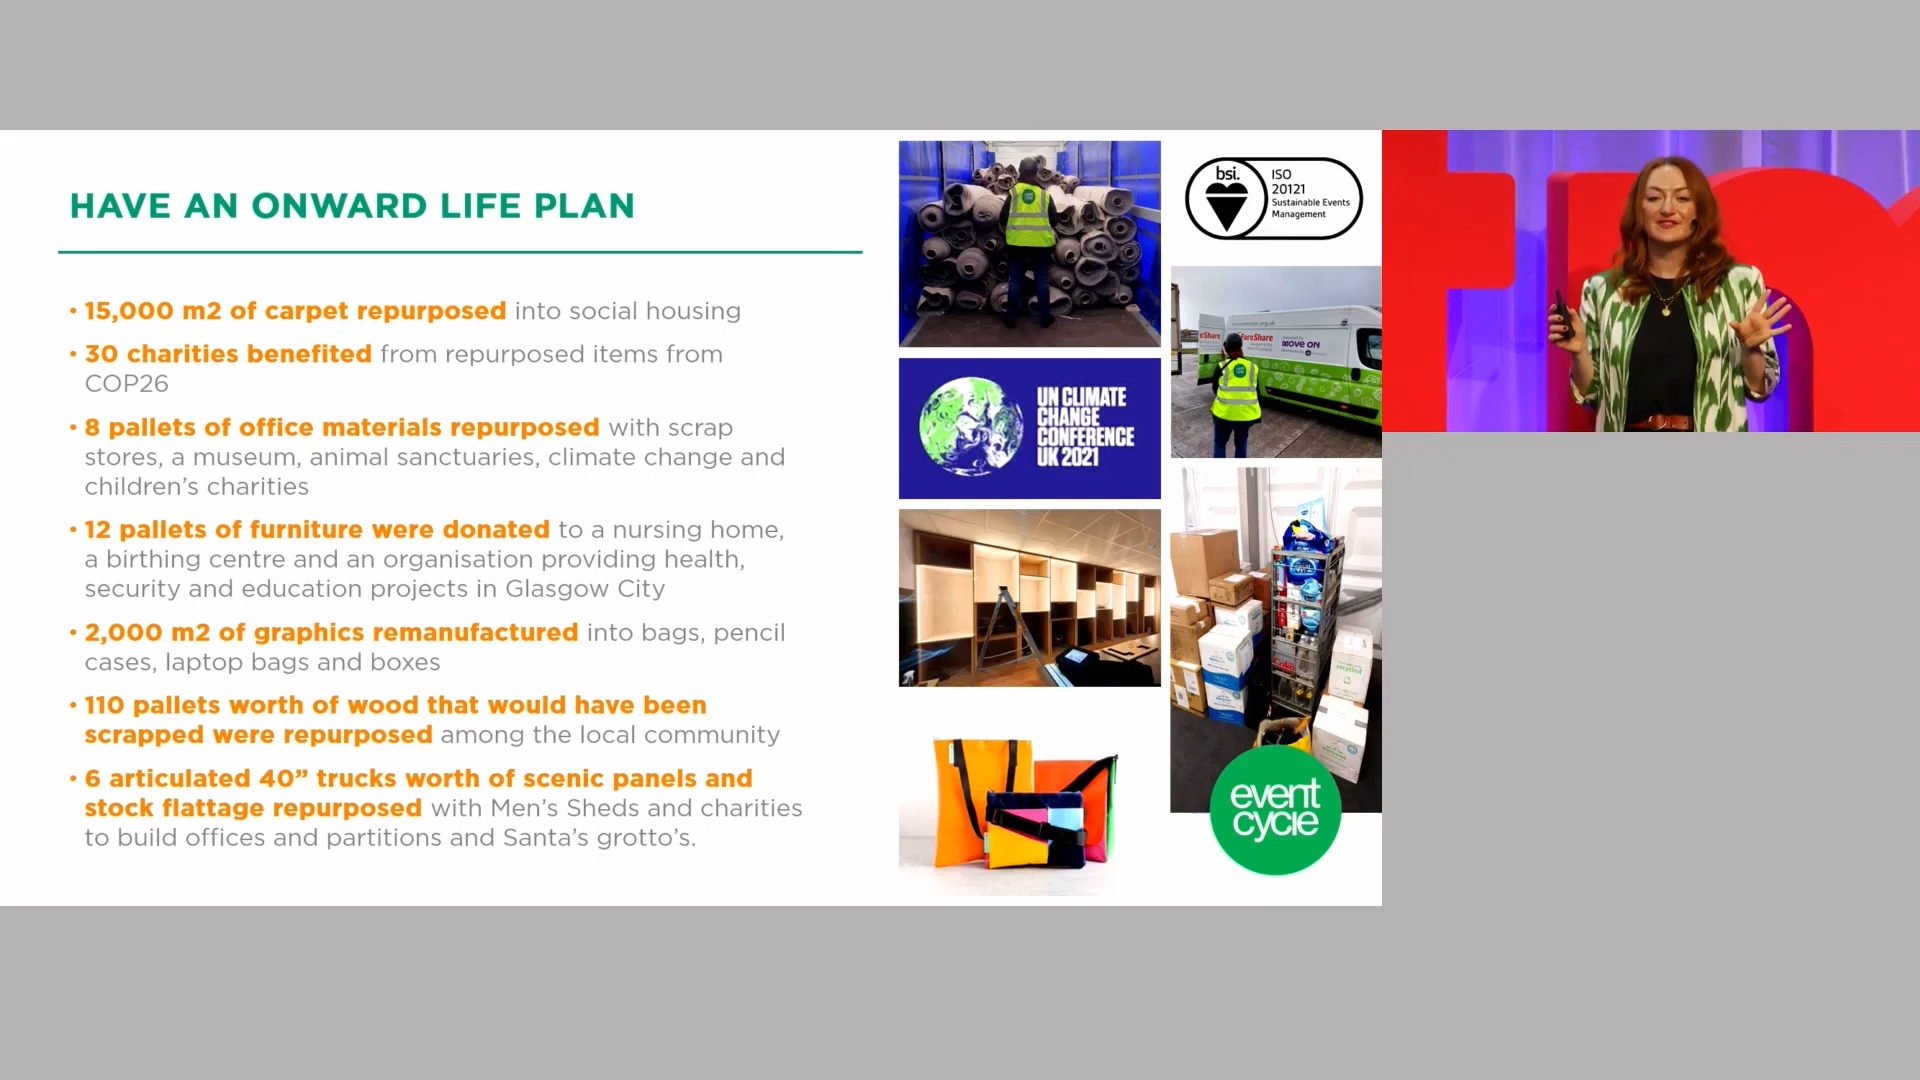 HAVE AN ONWARD LIFE PLAN
• 15,000 m2 of carpet repurposed into social housing
• 30 charities benefited from repurposed items from
COP26
• 8 pallets of office materials repurposed with scrap
stores, a museum, animal sanctuaries, climate change and
children’s charities
• 12 pallets of furniture were donated to a nursing home,
a birthing centre and an organisation providing health,
security and education projects in Glasgow City
• 2,000 m2 of graphics remanufactured into bags, pencil
cases, laptop bags and boxes
• 110 pallets worth of wood that would have been
scrapped were repurposed among the local community
• 6 articulated 40” trucks worth of scenic panels and
stock flattage repurposed with Men’s Sheds and charities
to build offices and partitions and Santa’s grotto’s.
bsi.
ISO
20121
Sustainable Events
Management
eShare
FareShare
MOVE ON
UN CLIMATE
CHANGE
CONFERENCE
UK 2021
event
cycle